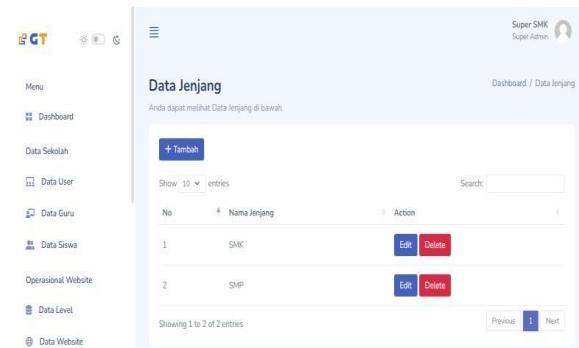 GT
Menu
Dashboard
Data Sekolah
Data User
Data Guru
Data Siswa
Operasional Website
Data Level
Data Website
Super SMK
Super Admin
Data Jenjang
Dashboard / Data Jenjang
Anda dapat melihat Data Jenjang di bawah
+ Tambah
Show 10 entries
Search:
No Nama Jenjang Action
1 SMK Edit Delete
2 SMP Edit Delete
Showing 1 to 2 of 2 entries
Previous 1 Next